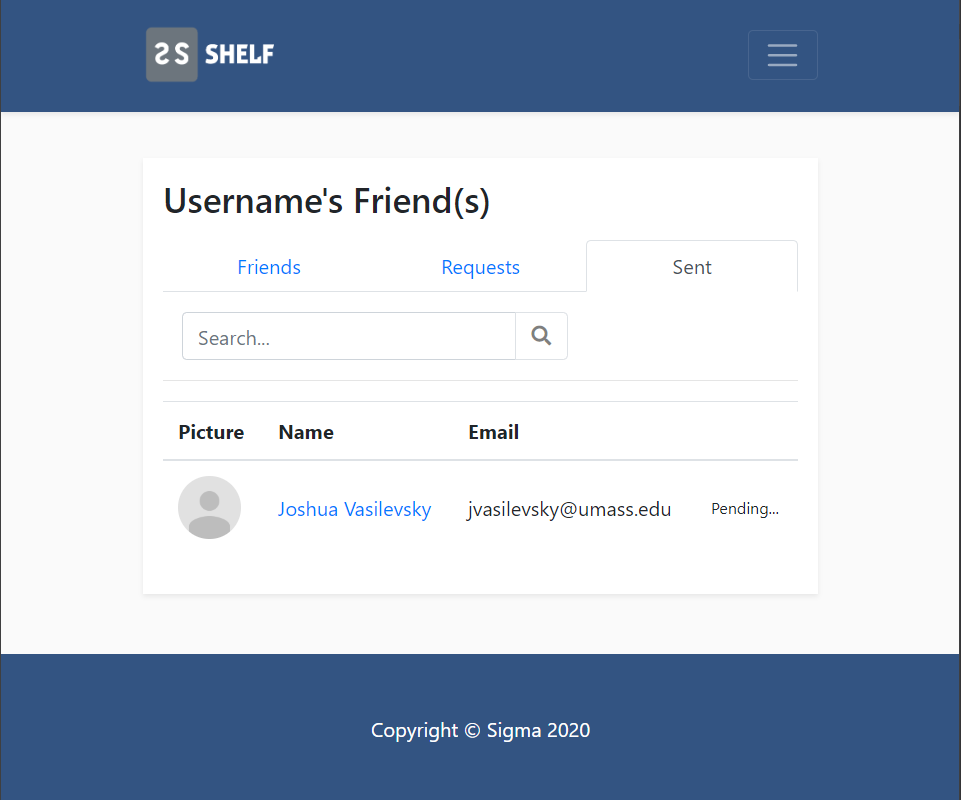 SHELF
Username's Friend(s)
Friends Requests Sent
Search...
Picture Name Email
Joshua Vasilevsky jvasilevsky@umass.edu Pending...
Copyright © Sigma 2020